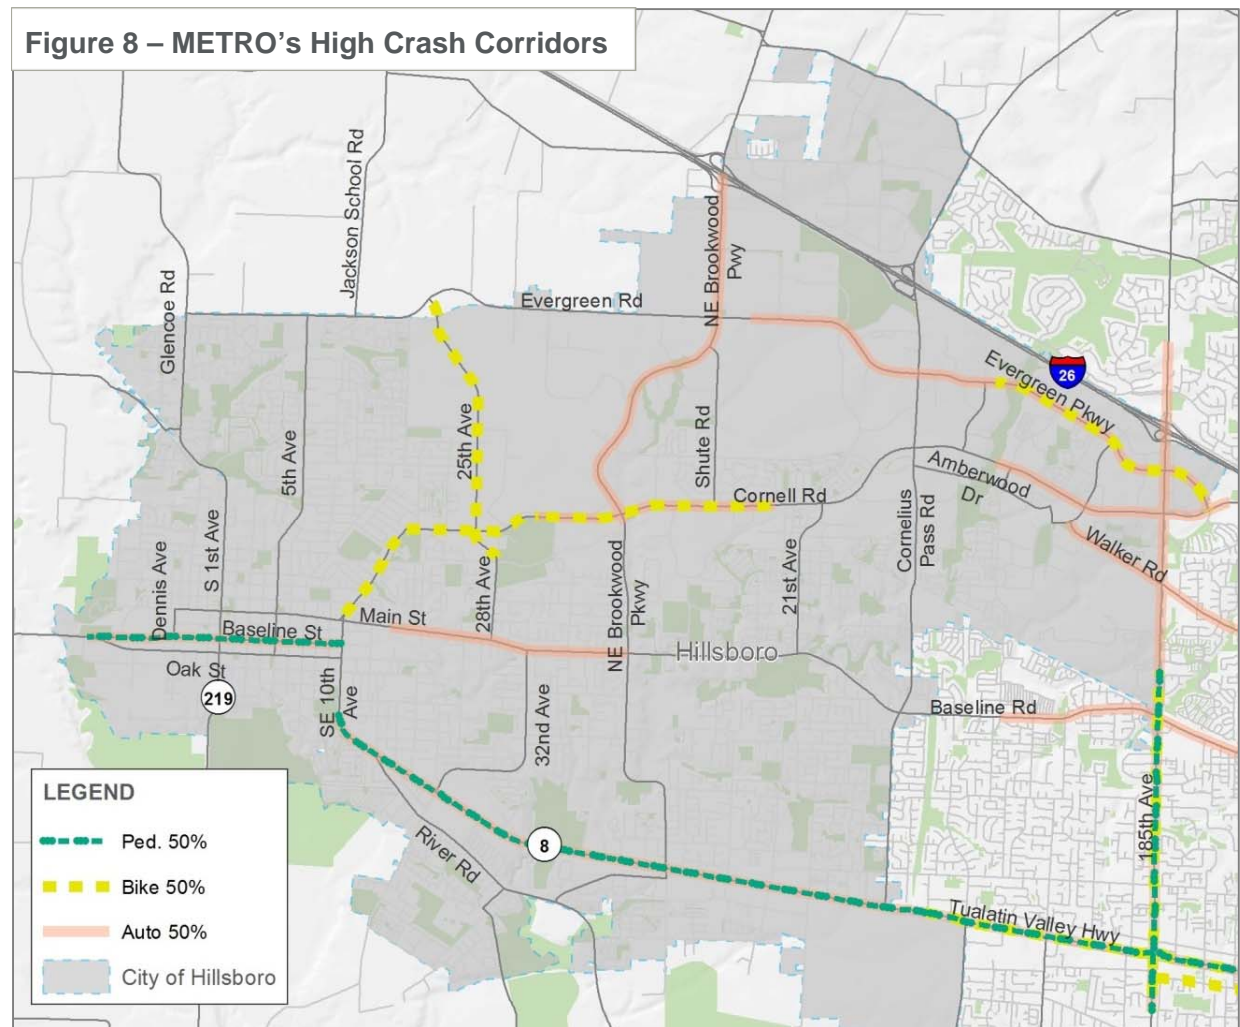 Figure 8 – METRO's High Crash Corridors
Jackson School Rd
Glencoe Rd
NE Brookwood
Pwy
Evergreen Rd
26
Evergreen Pkwy
25th Ave
5th Ave
Shute Rd
Cornell Rd
Amberwood
Dr
Cornelius
Pass Rd
Walker Rd
S 1st Ave
Dennis Ave
Main St
28th Ave
NE Brookwood
Pkwy
21st Ave
Baseline St
Hillsboro
Oak St
219
SE 10th
Ave
32nd Ave
Baseline Rd
185th Ave
River Rd
8
Tualatin Valley Hwy
LEGEND
Ped. 50%
Bike 50%
Auto 50%
City of Hillsboro